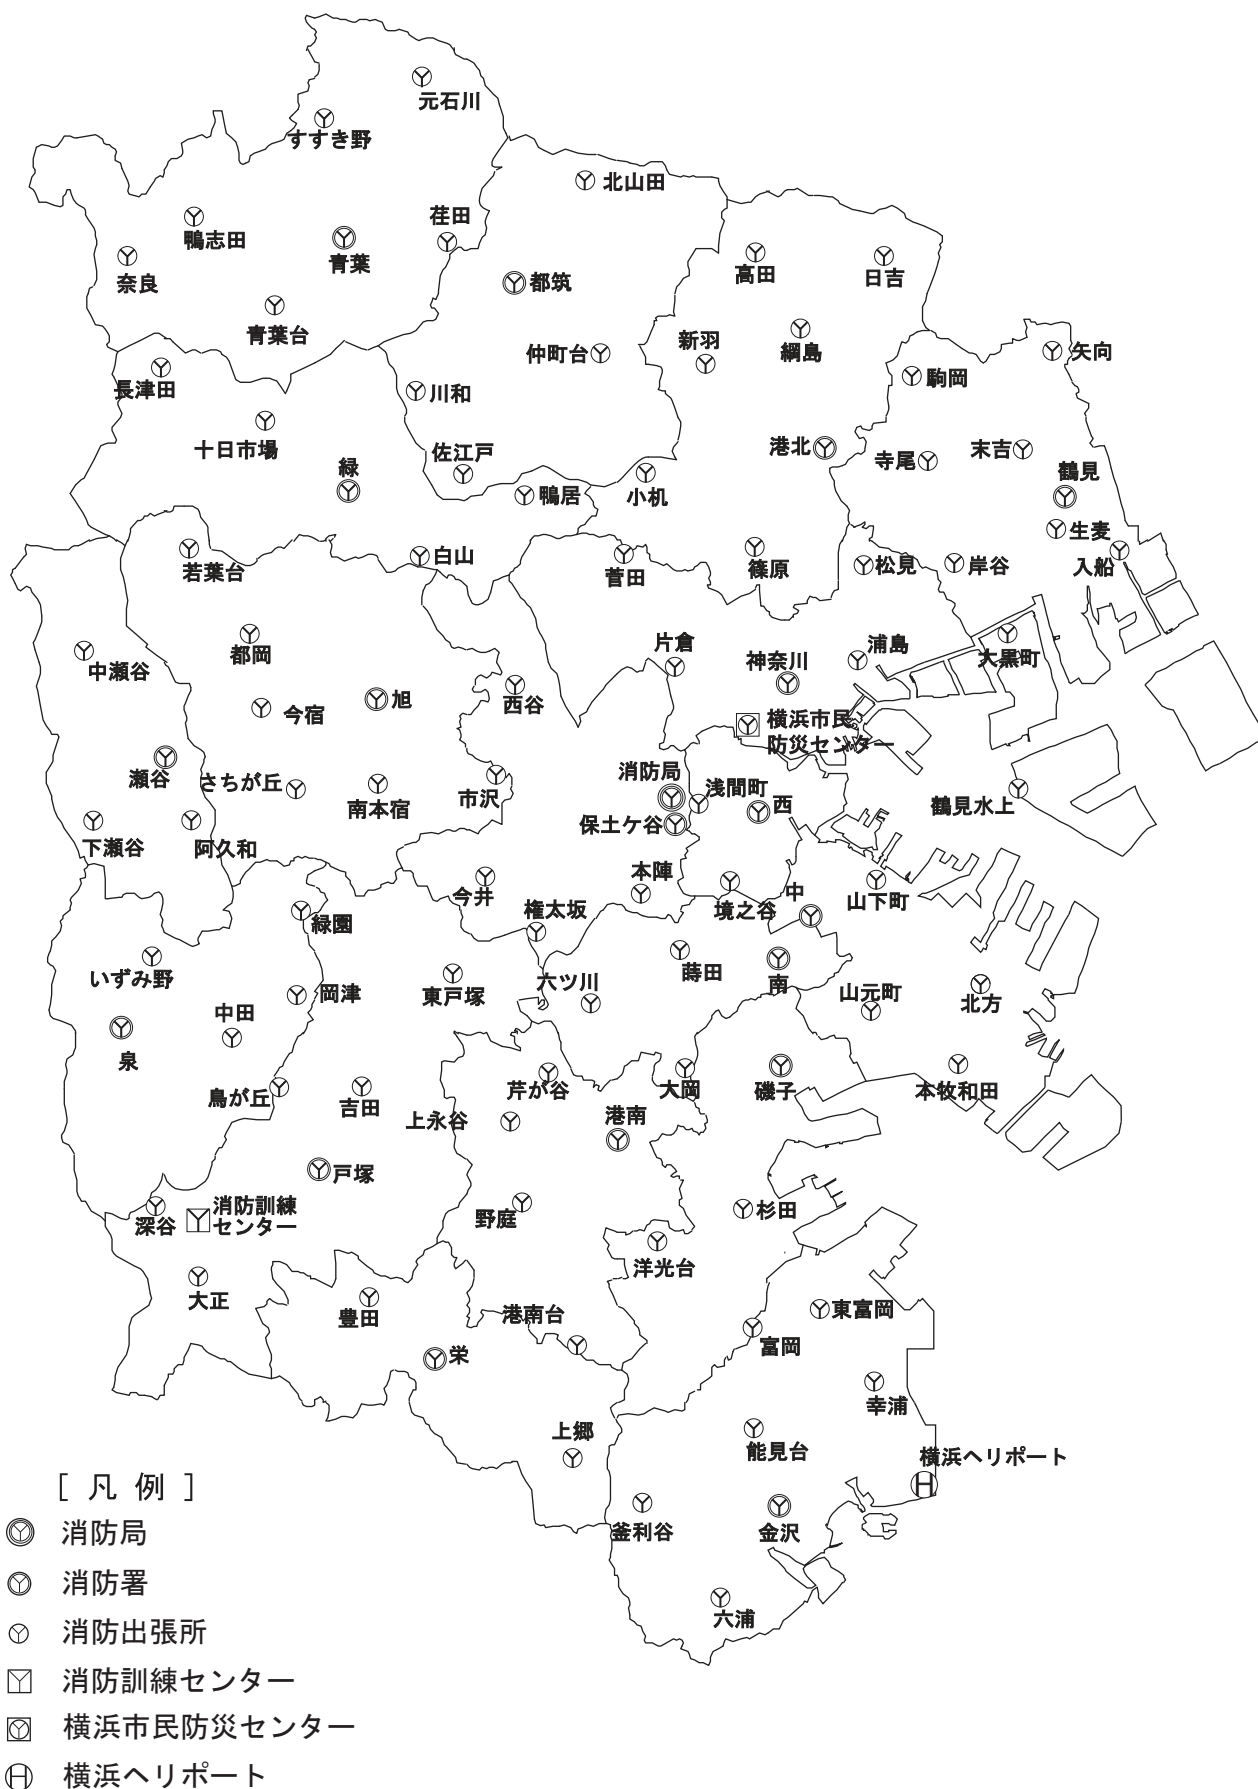 元石川
すすき野
北山田
荏田
鴨志田
青葉
高田
日吉
奈良
都筑
青葉台
新羽
綱島
仲町台
矢向
長津田
駒岡
川和
十日市場
佐江戸
港北
寺尾
末吉
緑
鶴見
鴨居
小机
生麦
白山
若葉台
菅田
篠原
松見
岸谷
入船
都岡
片倉
浦島
大黒町
中瀬谷
神奈川
旭
西谷
今宿
横浜市民
防災センター
瀬谷
さちが丘
消防局
浅間町
西
南本宿
市沢
鶴見水上
保土ケ谷
下瀬谷
阿久和
今井
本陣
境之谷
中
山下町
緑園
権太坂
いずみ野
蒔田
南
岡津
東戸塚
六ツ川
山元町
北方
中田
泉
芹が谷
大岡
磯子
本牧和田
鳥が丘
吉田
上永谷
港南
戸塚
消防訓練
センター
深谷
野庭
杉田
洋光台
大正
豊田
港南台
東富岡
富岡
栄
幸浦
上郷
能見台
横浜ヘリポート
釜利谷
金沢
六浦
[ 凡 例 ]
消防局
消防署
消防出張所
消防訓練センター
横浜市民防災センター
横浜ヘリポート